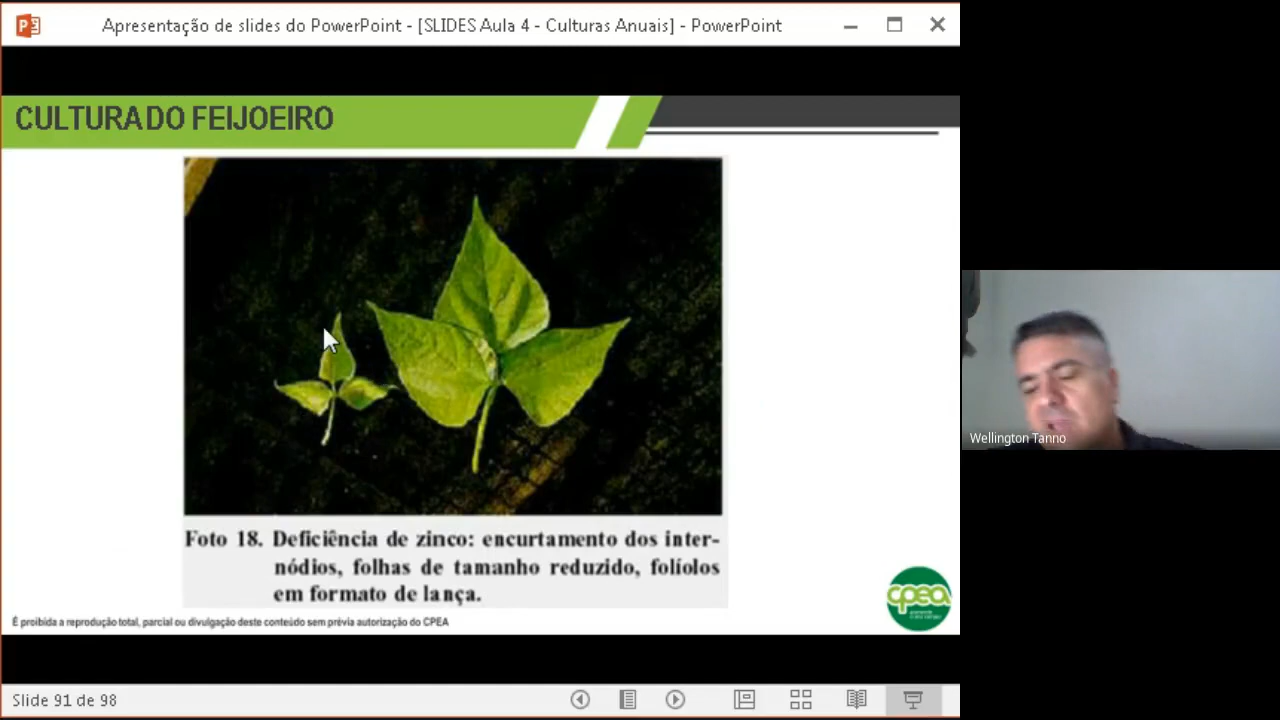 Apresentação de slides do PowerPoint - [SLIDES Aula 4 - Culturas Anuais] - PowerPoint
CULTURA DO FEIJOEIRO
Foto 18. Deficiência de zinco: encurtamento dos inter-
nódios, folhas de tamanho reduzido, folíolos
em formato de lança.
cpea
É proibida a reprodução total, parcial ou divulgação deste conteúdo sem prévia autorização do CPEA
Slide 91 de 98
Wellington Tanno